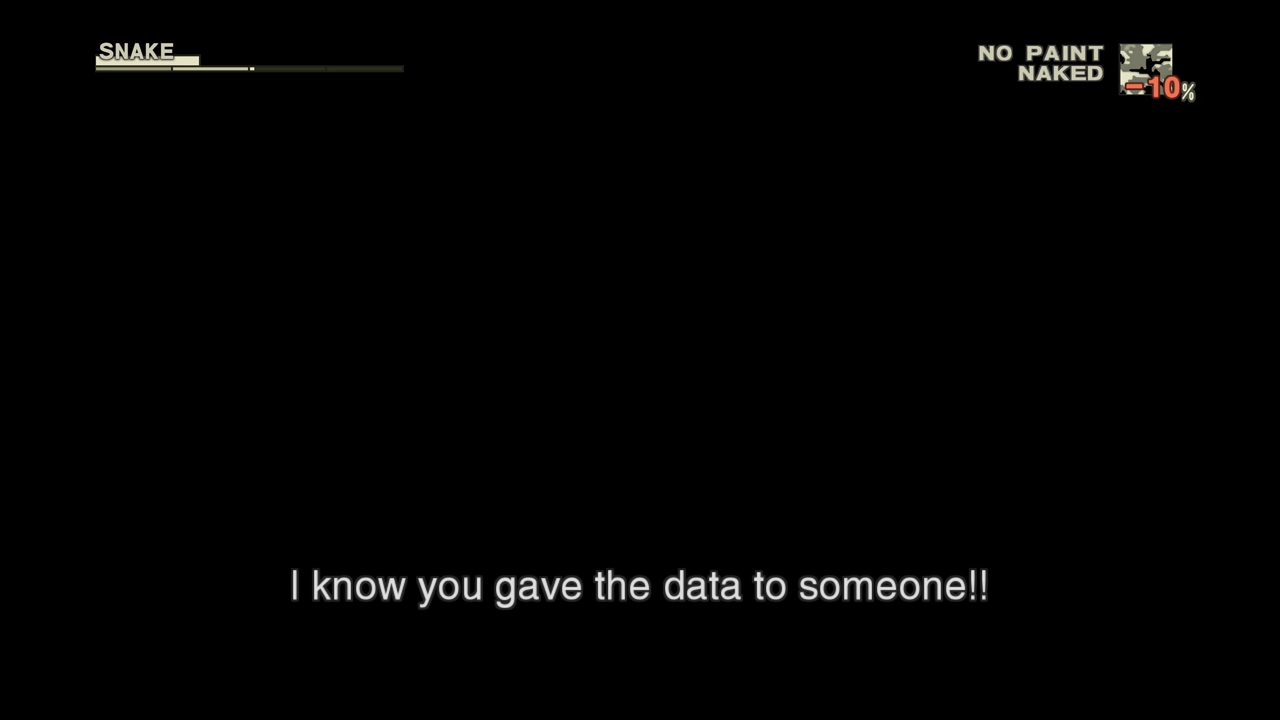 SNAKE
NO PAINT
NAKED
-10%
I know you gave the data to someone!!